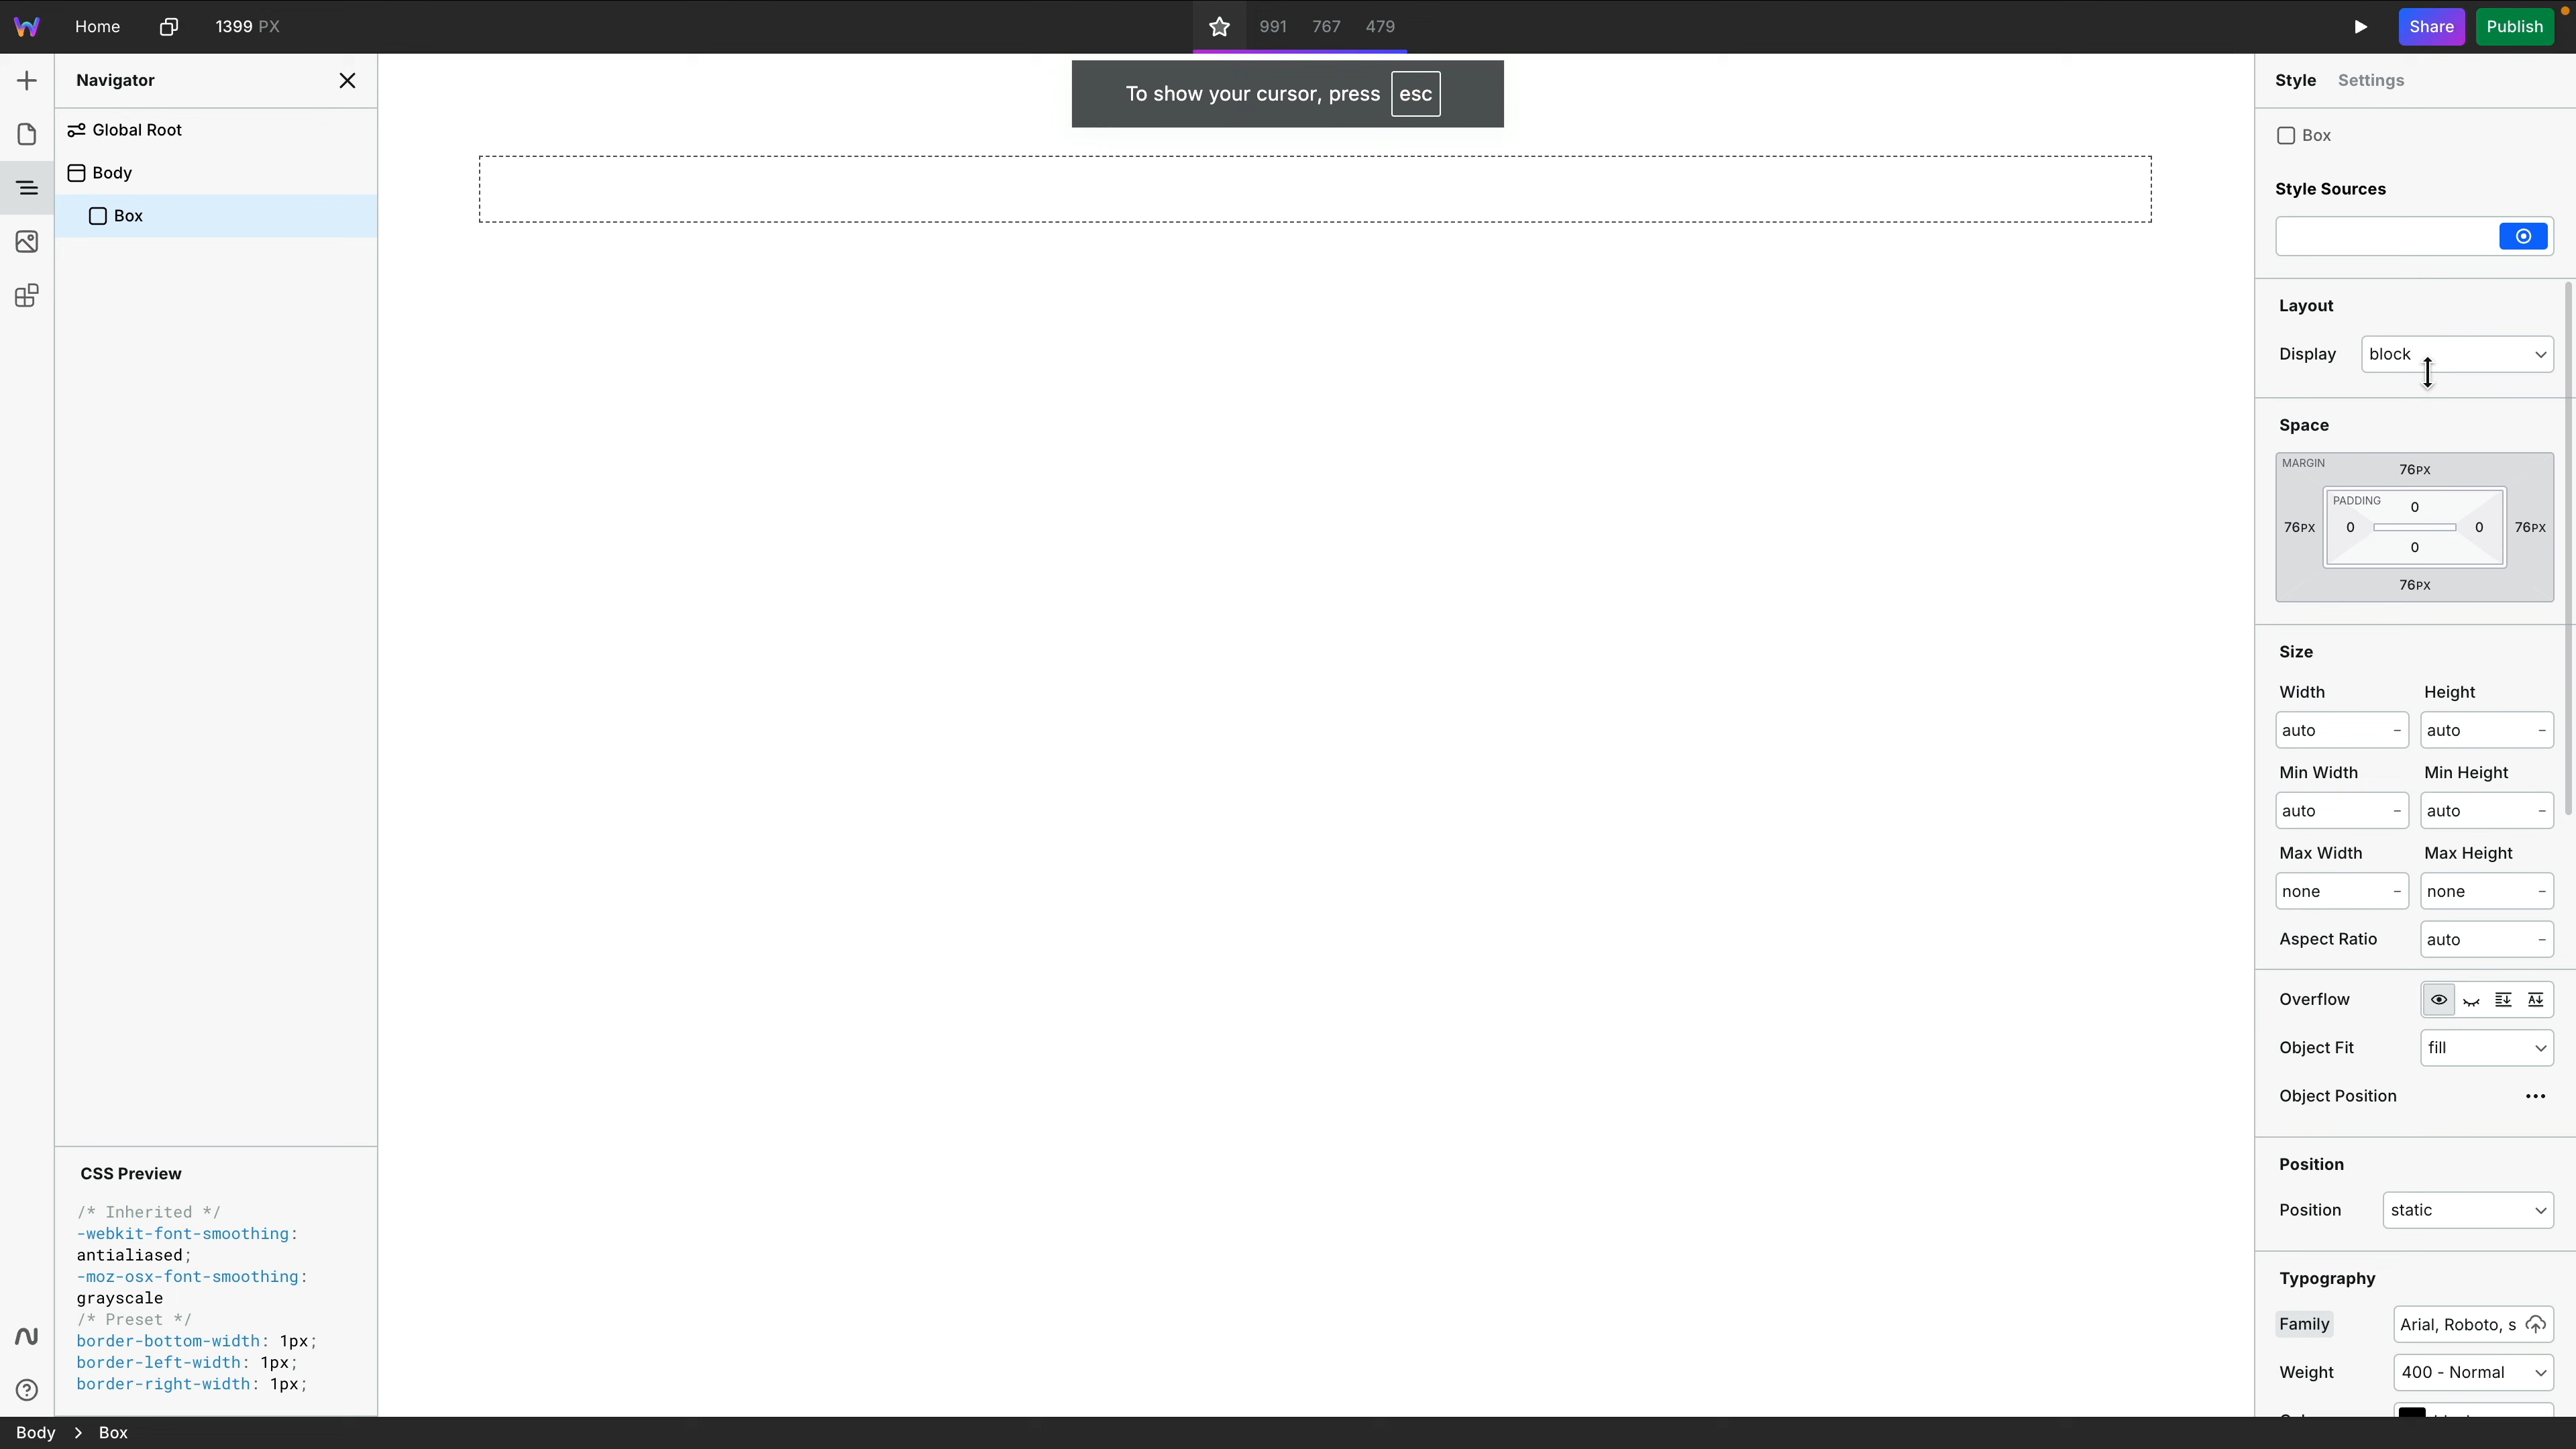 Home
1399 PX
991
767
479
Share
Publish
Navigator
Global Root
Body
Box
To show your cursor, press esc
CSS Preview
/* Inherited */
-webkit-font-smoothing:
antialiased;
-moz-osx-font-smoothing:
grayscale
/* Preset */
border-bottom-width: 1px;
border-left-width: 1px;
border-right-width: 1px;
Style
Settings
Box
Style Sources
Layout
Display
block
Space
MARGIN
76PX
PADDING
0
76PX
0
0
76PX
0
76PX
Size
Width
Height
auto –
auto –
Min Width
Min Height
auto –
auto –
Max Width
Max Height
none –
none –
Aspect Ratio
auto –
Overflow
Object Fit
fill
Object Position
Position
Position
static
Typography
Family
Arial, Roboto, s
Weight
400 - Normal
Body > Box